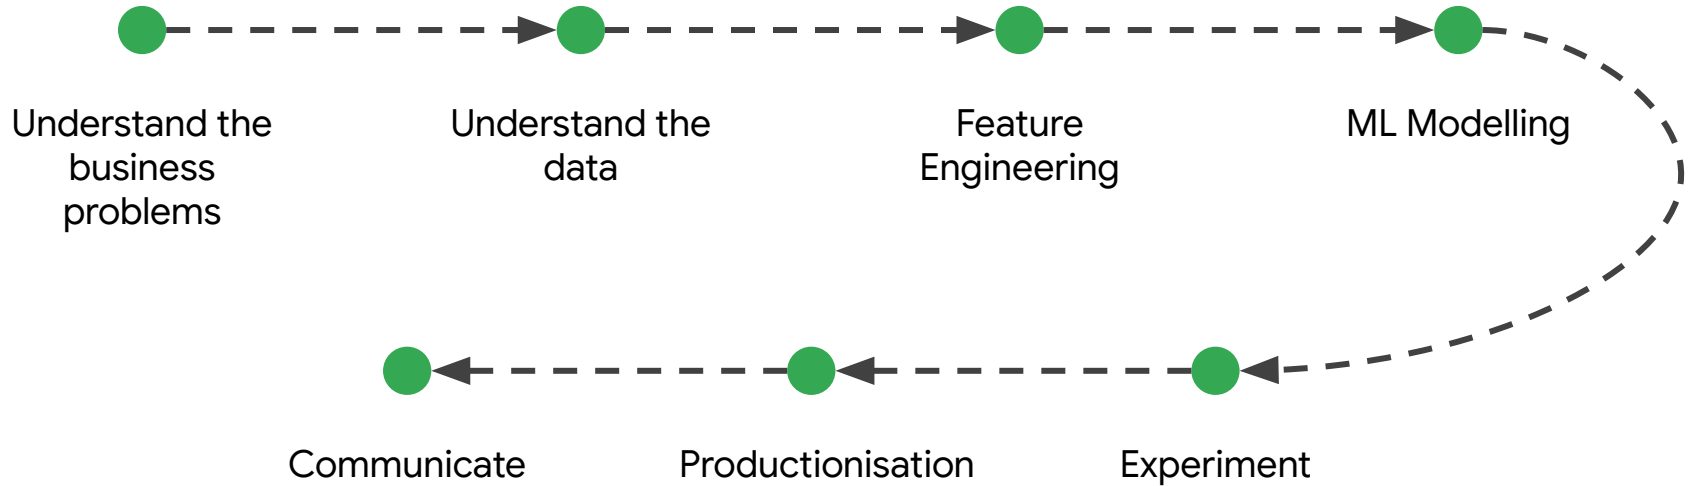 Understand the
business
problems
Understand the
data
Feature
Engineering
ML Modelling
Communicate
Productionisation
Experiment